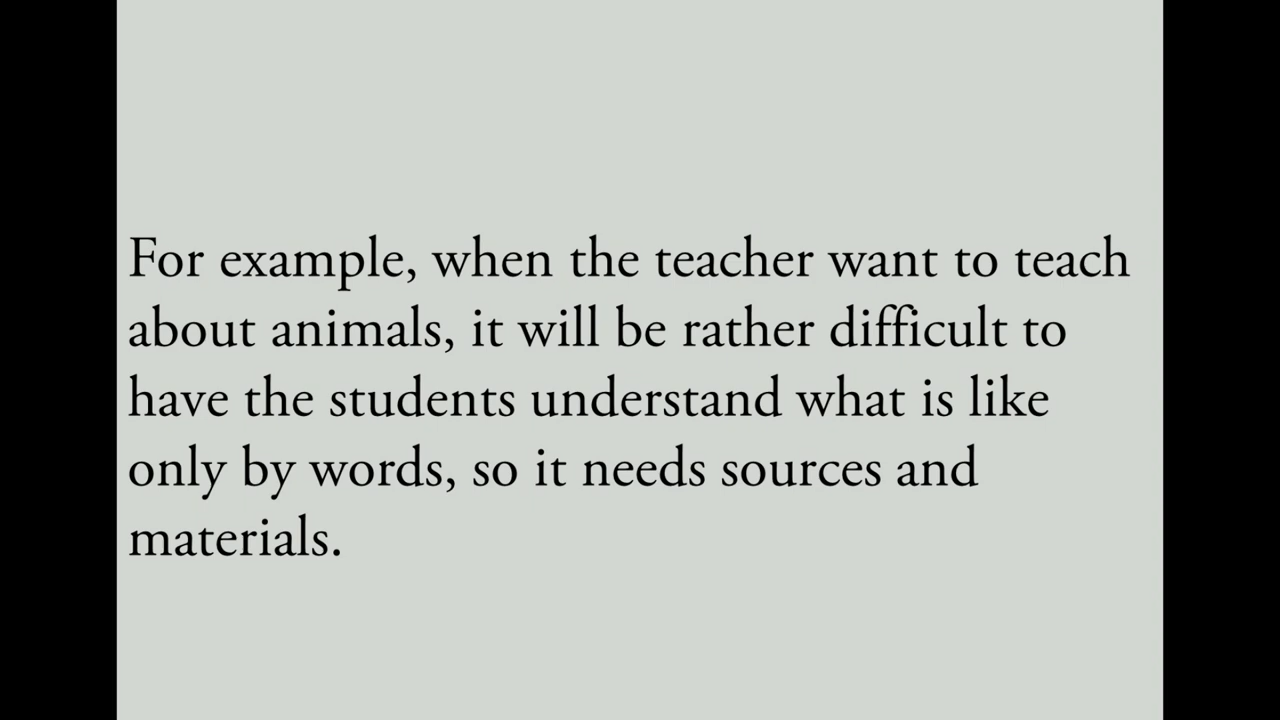 For example, when the teacher want to teach
about animals, it will be rather difficult to
have the students understand what is like
only by words, so it needs sources and
materials.